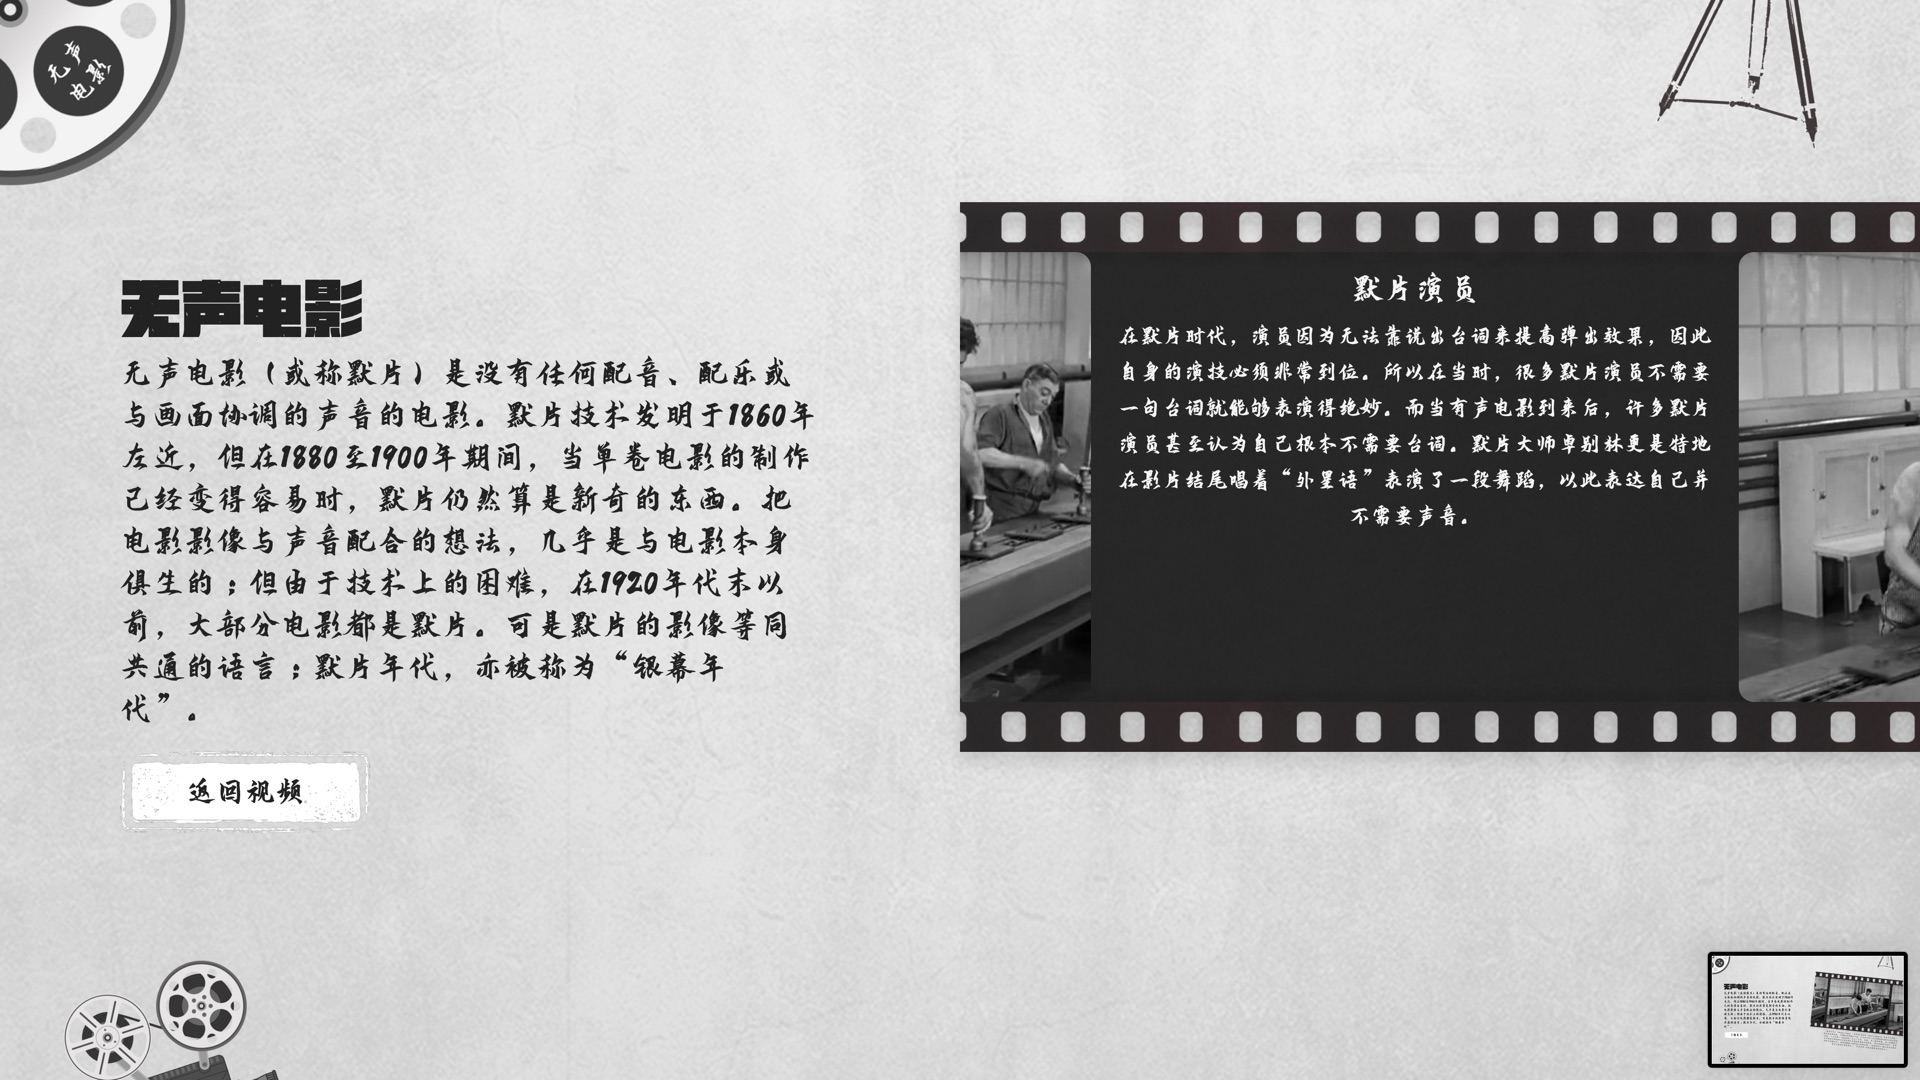 无声
电影
无声电影
无声电影（或称默片）是没有任何配音、配乐或
与画面协调的声音的电影。默片技术发明于1860年
左近，但在1880至1900年期间，当单卷电影的制作
已经变得容易时，默片仍然算是新奇的东西。把
电影影像与声音配合的想法，几乎是与电影本身
俱生的；但由于技术上的困难，在1920年代末以
前，大部分电影都是默片。可是默片的影像等同
共通的语言；默片年代，亦被称为“银幕年
代”。
返回视频
默片演员
在默片时代，演员因为无法靠说出台词来提高弹出效果，因此
自身的演技必须非常到位。所以在当时，很多默片演员不需要
一句台词就能够表演得绝妙。而当有声电影到来后，许多默片
演员甚至认为自己根本不需要台词。默片大师卓别林更是特地
在影片结尾唱着“外星语”表演了一段舞蹈，以此表达自己并
不需要声音。
无声电影